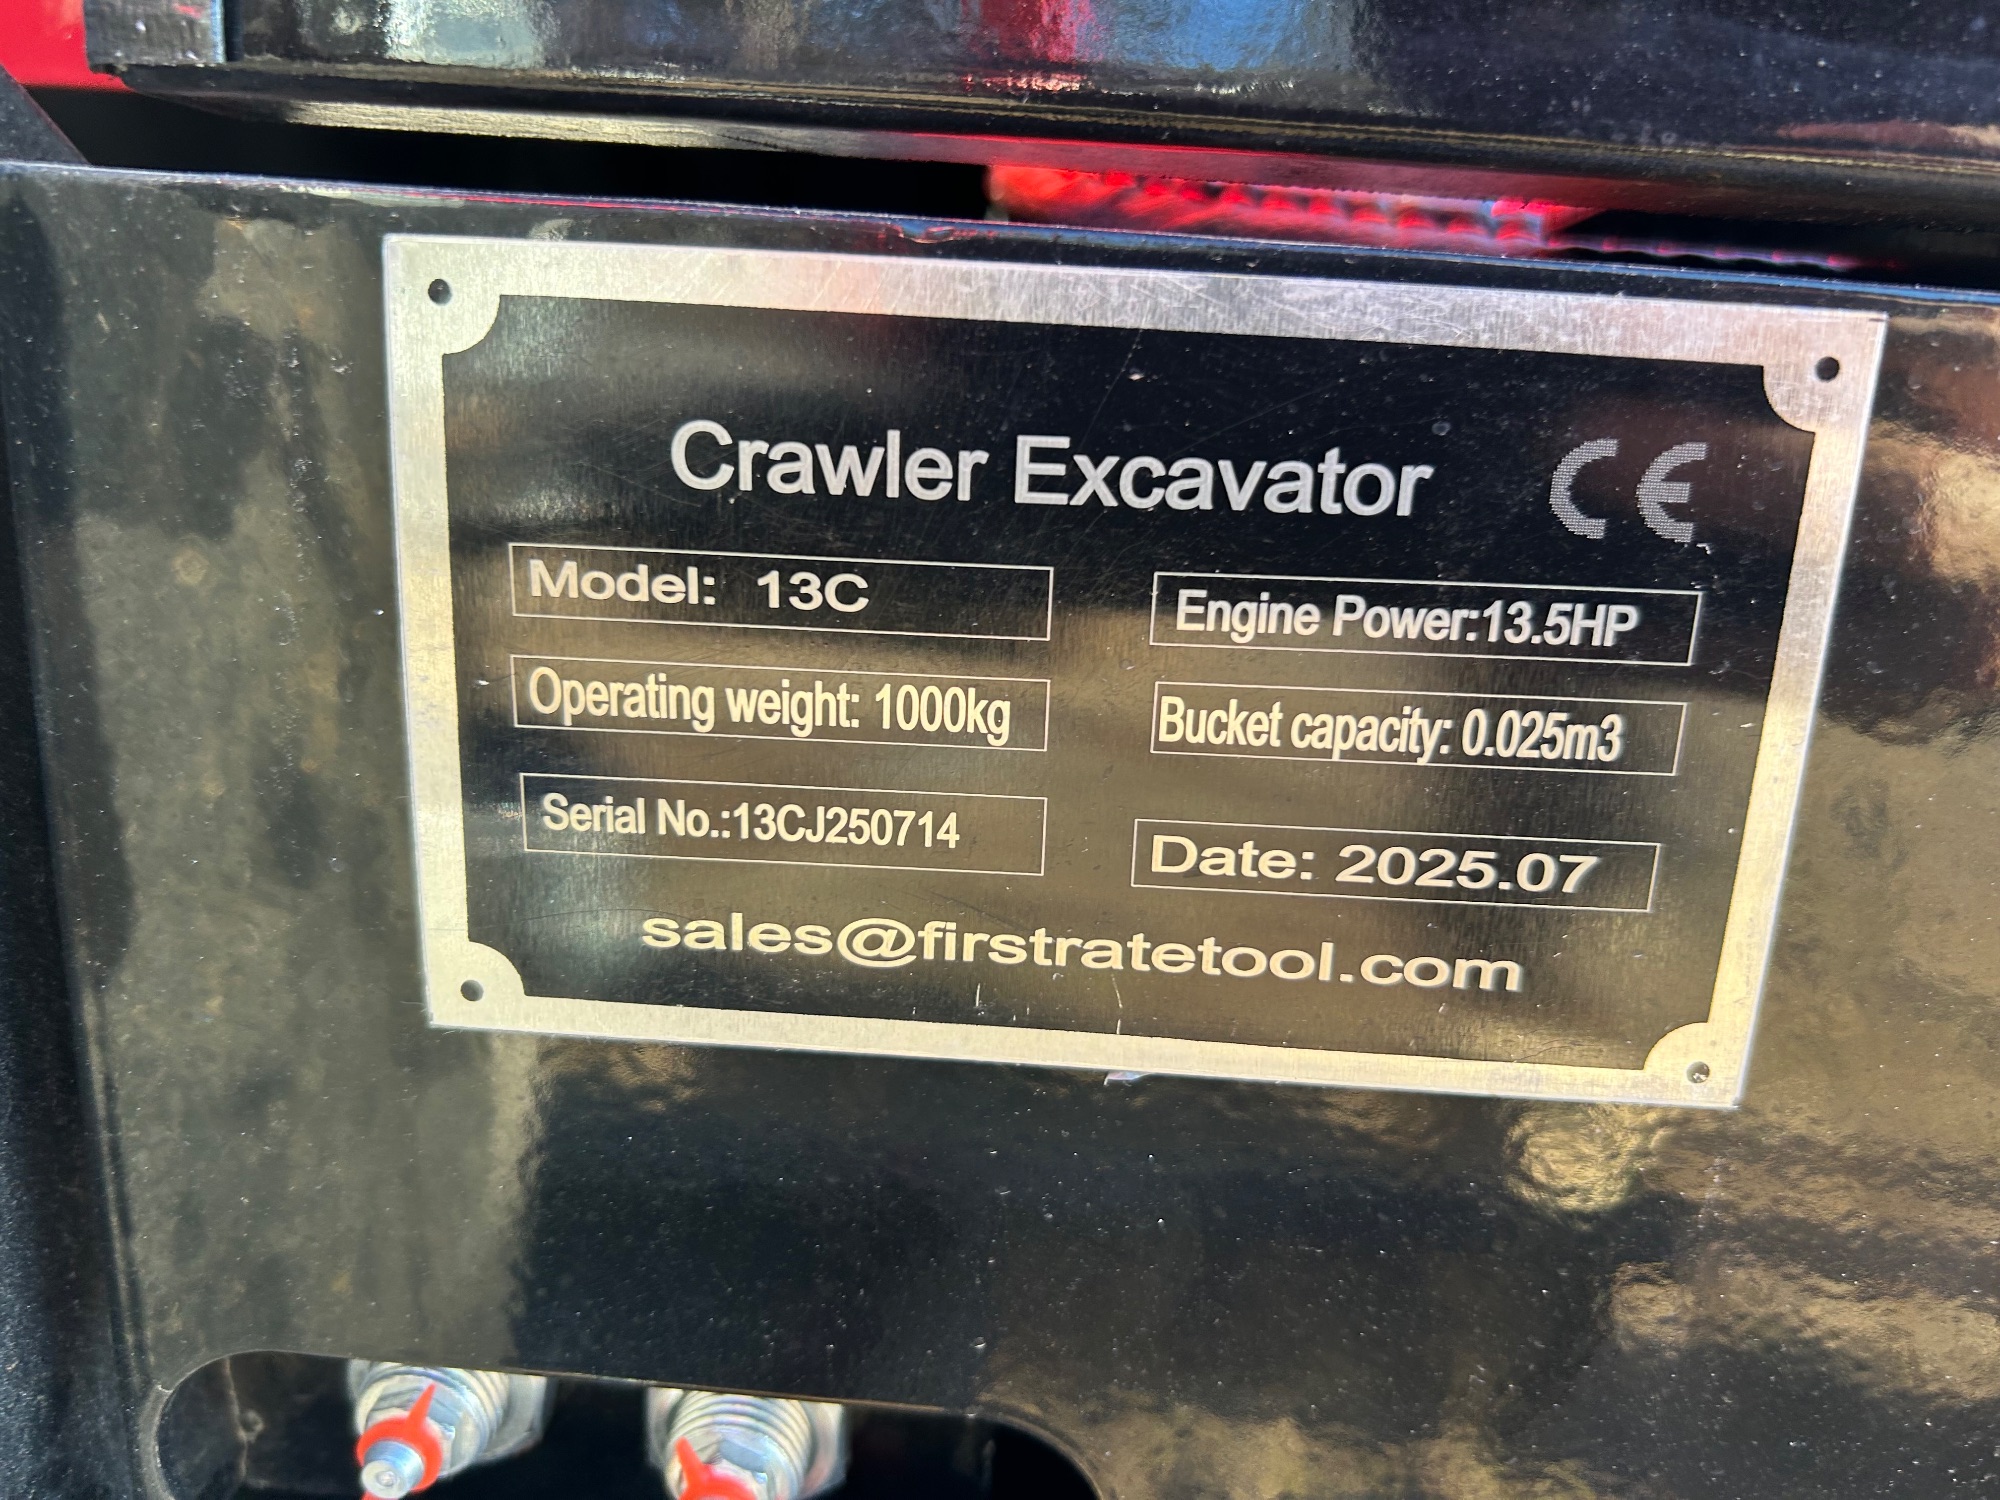 Crawler Excavator CE
Model: 13C
Engine Power:13.5HP
Operating weight: 1000kg
Bucket capacity: 0.025m3
Serial No.:13CJ250714
Date: 2025.07
sales@firstratetool.com